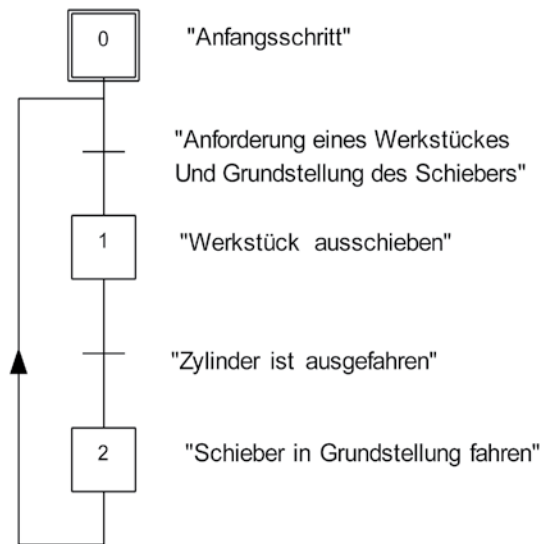 0
"Anfangsschritt"
"Anforderung eines Werkstückes
Und Grundstellung des Schiebers"
1
"Werkstück ausschieben"
"Zylinder ist ausgefahren"
2
"Schieber in Grundstellung fahren"